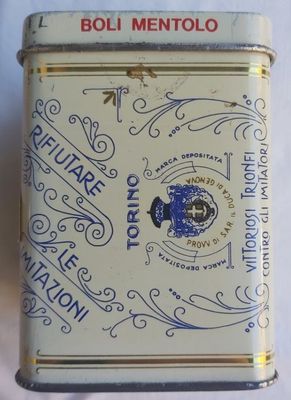 BOLI MENTOLO
RIFIUTARE
LE
IMITAZIONI
TORINO
MARCA DEPOSITATA
PROVV DI S.A.R. IL DUCA DI GENOVA
MARCA DEPOSITATA
VITTORIOSI TRIONFI
CONTRO GLI IMITATORI